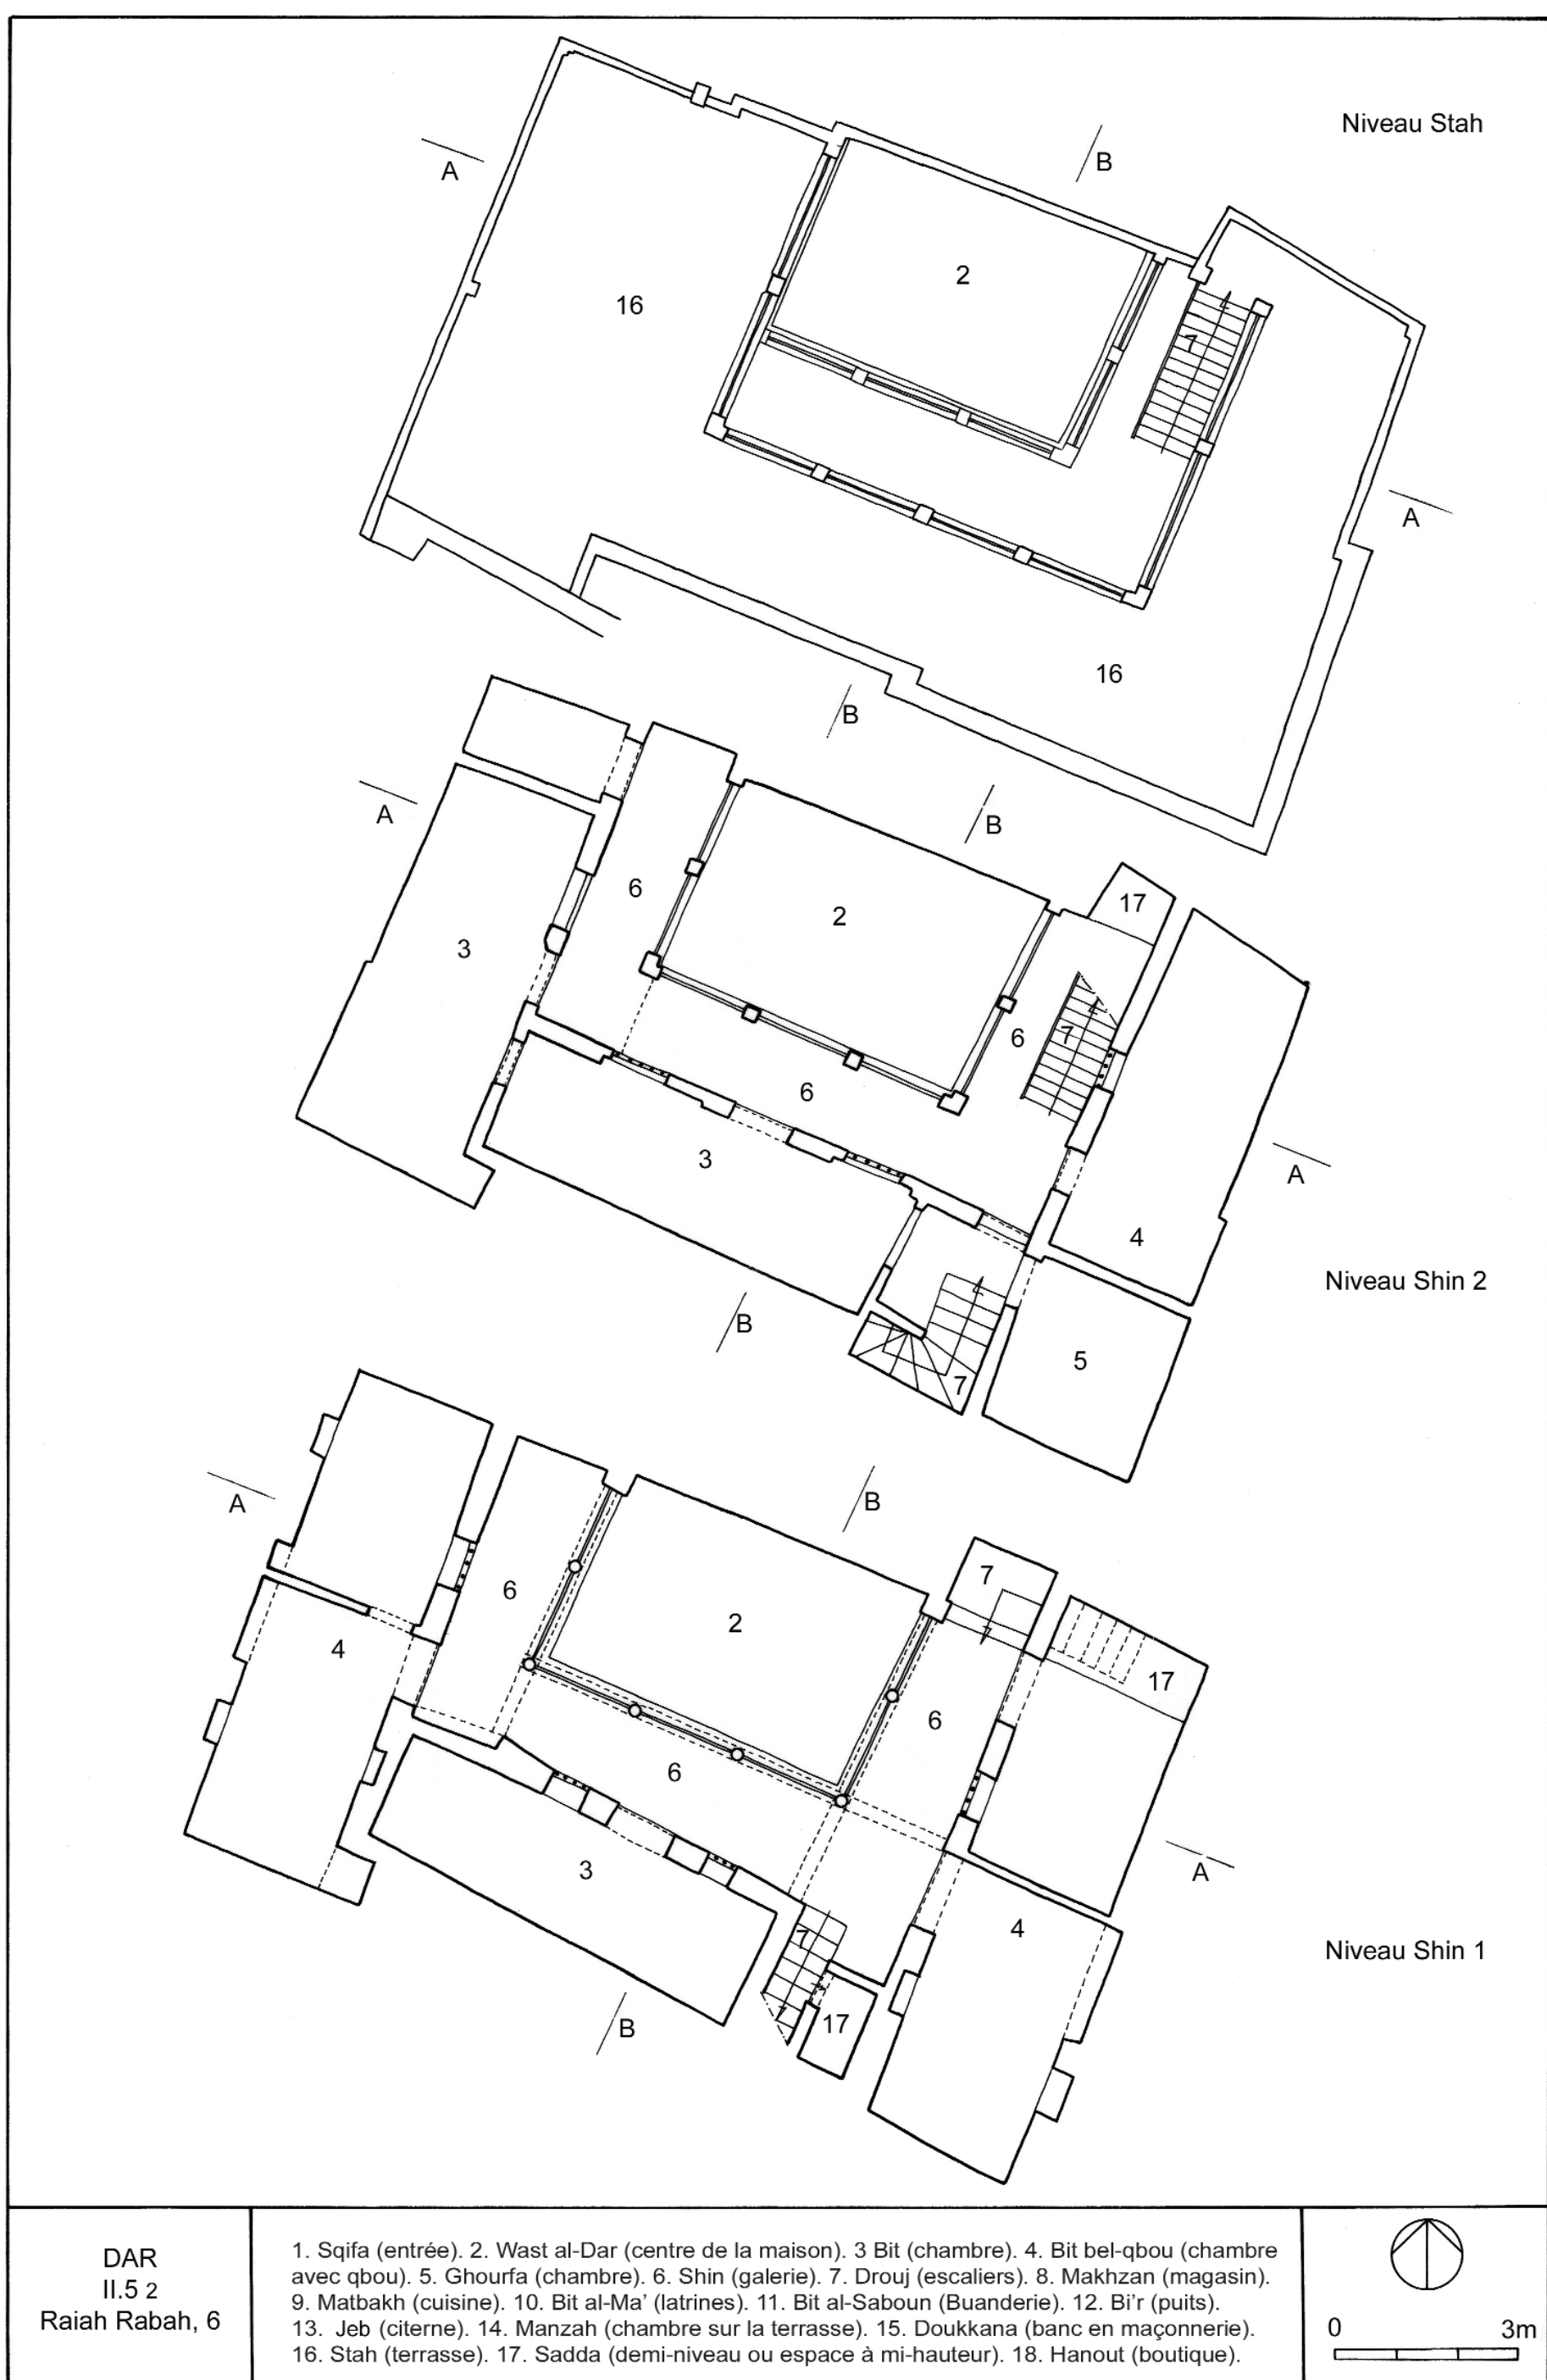 Niveau Stah
B
A
2
16
7
A
16
B
A
B
17
6
2
3
6
7
6
A
3
4
Niveau Shin 2
B
5
7
B
A
7
6
2
17
4
6
6
A
3
4
7
Niveau Shin 1
17
B
DAR
II.5 2
Raiah Rabah, 6
1. Sqifa (entrée). 2. Wast al-Dar (centre de la maison). 3 Bit (chambre). 4. Bit bel-qbou (chambre
avec qbou). 5. Ghourfa (chambre). 6. Shin (galerie). 7. Drouj (escaliers). 8. Makhzan (magasin).
9. Matbakh (cuisine). 10. Bit al-Ma’ (latrines). 11. Bit al-Saboun (Buanderie). 12. Bi’r (puits).
13. Jeb (citerne). 14. Manzah (chambre sur la terrasse). 15. Doukkana (banc en maçonnerie).
16. Stah (terrasse). 17. Sadda (demi-niveau ou espace à mi-hauteur). 18. Hanout (boutique).
0 3m